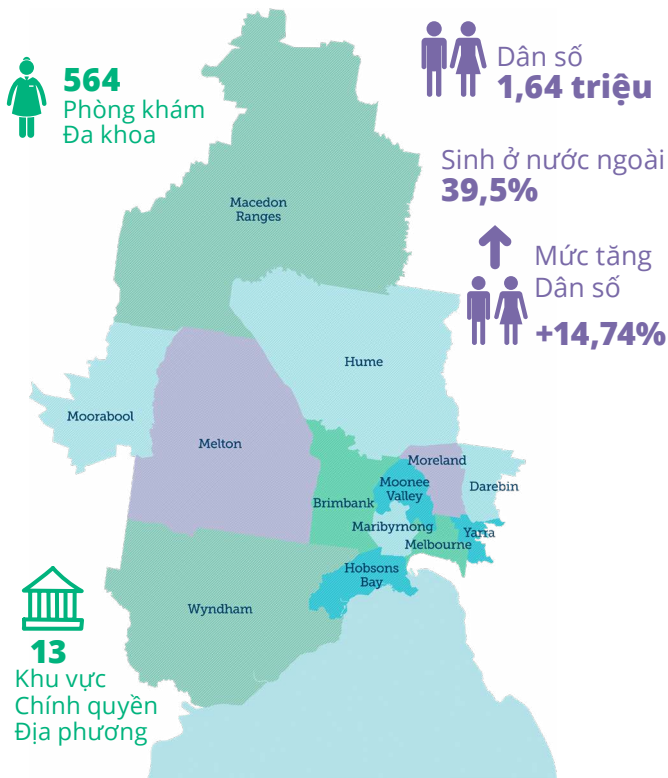 564
Phòng khám
Đa khoa
Dân số
1,64 triệu
Sinh ở nước ngoài
39,5%
Mức tăng
Dân số
+14,74%
Macedon
Ranges
Hume
Moorabool
Melton
Moreland
Moonee
Valley
Darebin
Brimbank
Maribyrnong
Yarra
Melbourne
Hobsons
Bay
Wyndham
13
Khu vực
Chính quyền
Địa phương